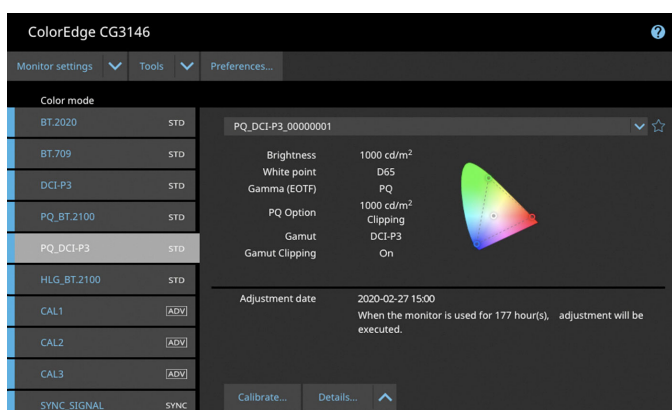 ColorEdge CG3146
?
Monitor settings
Tools
Preferences...
Color mode
BT.2020 STD
BT.709 STD
DCI-P3 STD
PQ_BT.2100 STD
PQ_DCI-P3 STD
HLG_BT.2100 STD
CAL1 ADV
CAL2 ADV
CAL3 ADV
SYNC_SIGNAL SYNC
PQ_DCI-P3_00000001
Brightness 1000 cd/m²
White point D65
Gamma (EOTF) PQ
PQ Option 1000 cd/m²
Clipping
Gamut DCI-P3
Gamut Clipping On
Adjustment date 2020-02-27 15:00
When the monitor is used for 177 hour(s), adjustment will be
executed.
Calibrate...
Details...